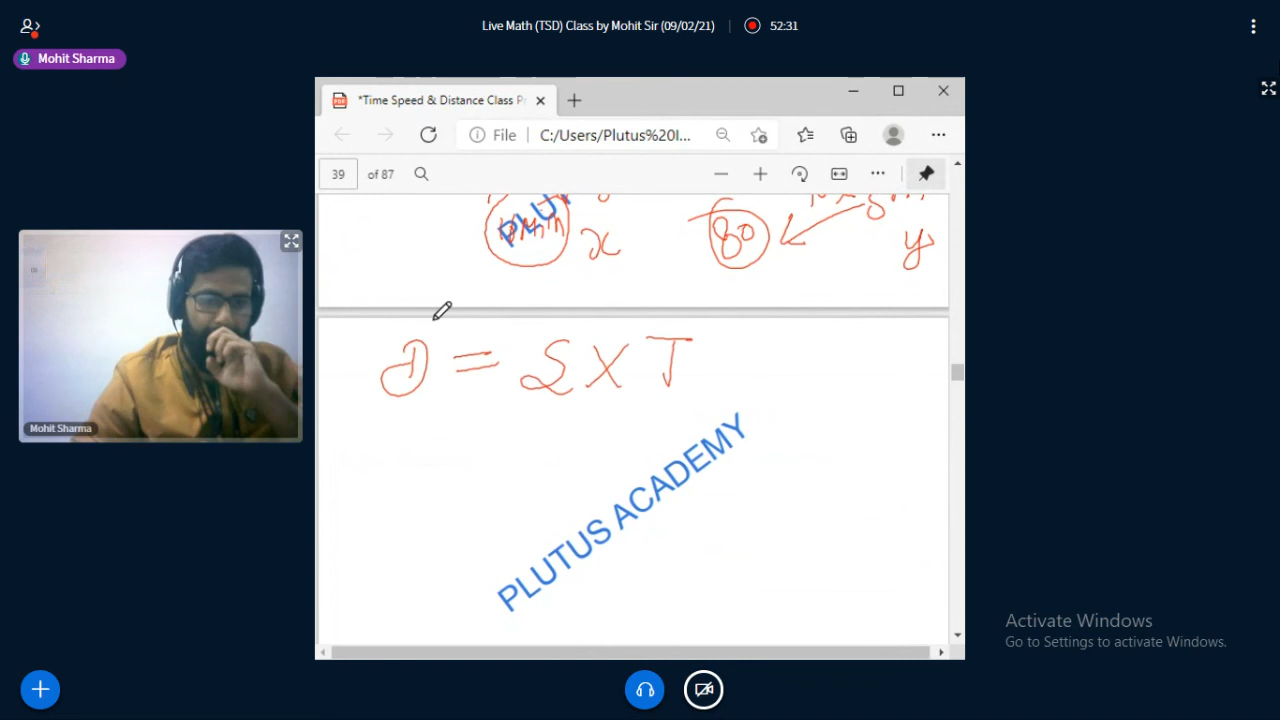 Live Math (TSD) Class by Mohit Sir (09/02/21)
52:31
Mohit Sharma
*Time Speed & Distance Class Pr
File
C:/Users/Plutus%20I...
39 of 87
x
80
y
D = S X T
PLUTUS ACADEMY
Mohit Sharma
Activate Windows
Go to Settings to activate Windows.